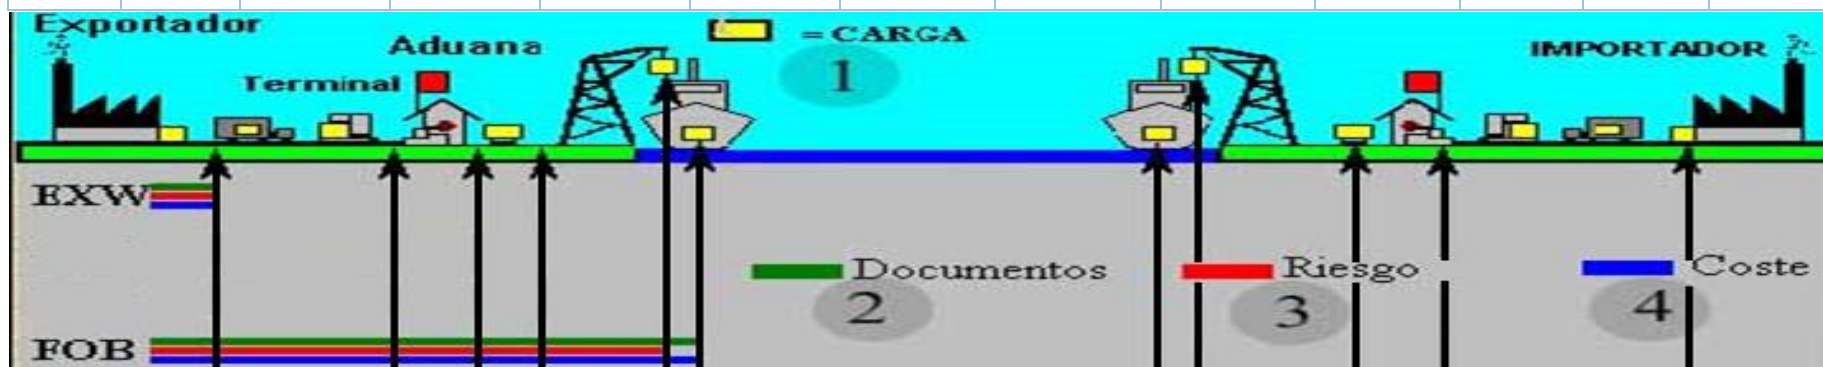 Exportador
Aduana
Terminal
= CARGA
1
IMPORTADOR
EXW
Documentos
2
Riesgo
3
Coste
4
FOB